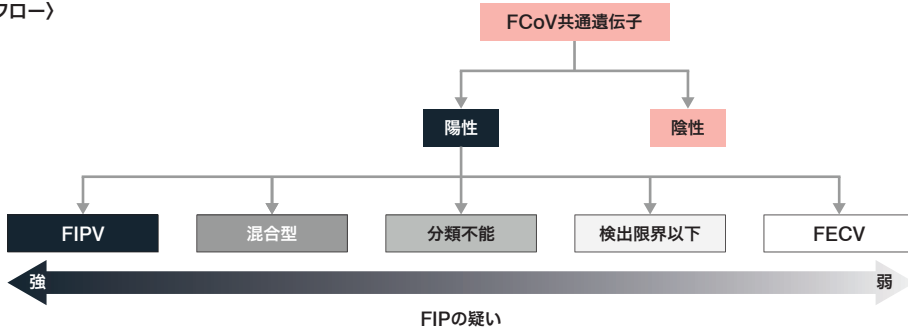 フロー〉
FCoV共通遺伝子
陽性
陰性
FIPV
混合型
分類不能
検出限界以下
FECV
強
弱
FIPの疑い